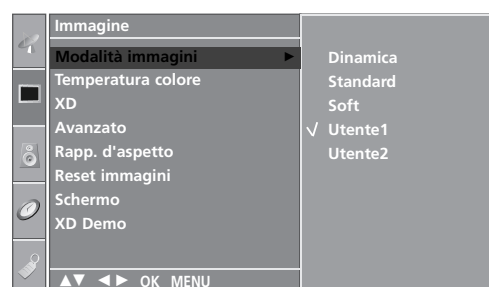 Immagine
Modalità immagini ►
Temperatura colore
XD
Avanzato
Rapp. d'aspetto
Reset immagini
Schermo
XD Demo
▲▼ ◄► OK MENU
Dinamica
Standard
Soft
√ Utente1
Utente2